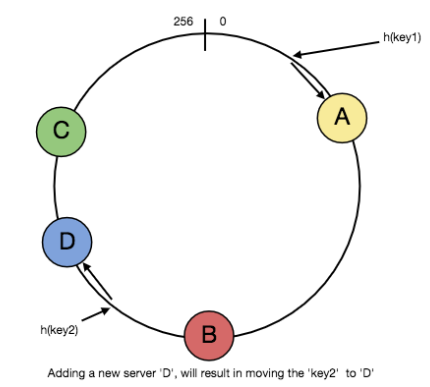 256 0
h(key1)
A
C
D
h(key2)
B
Adding a new server 'D', will result in moving the 'key2' to 'D'